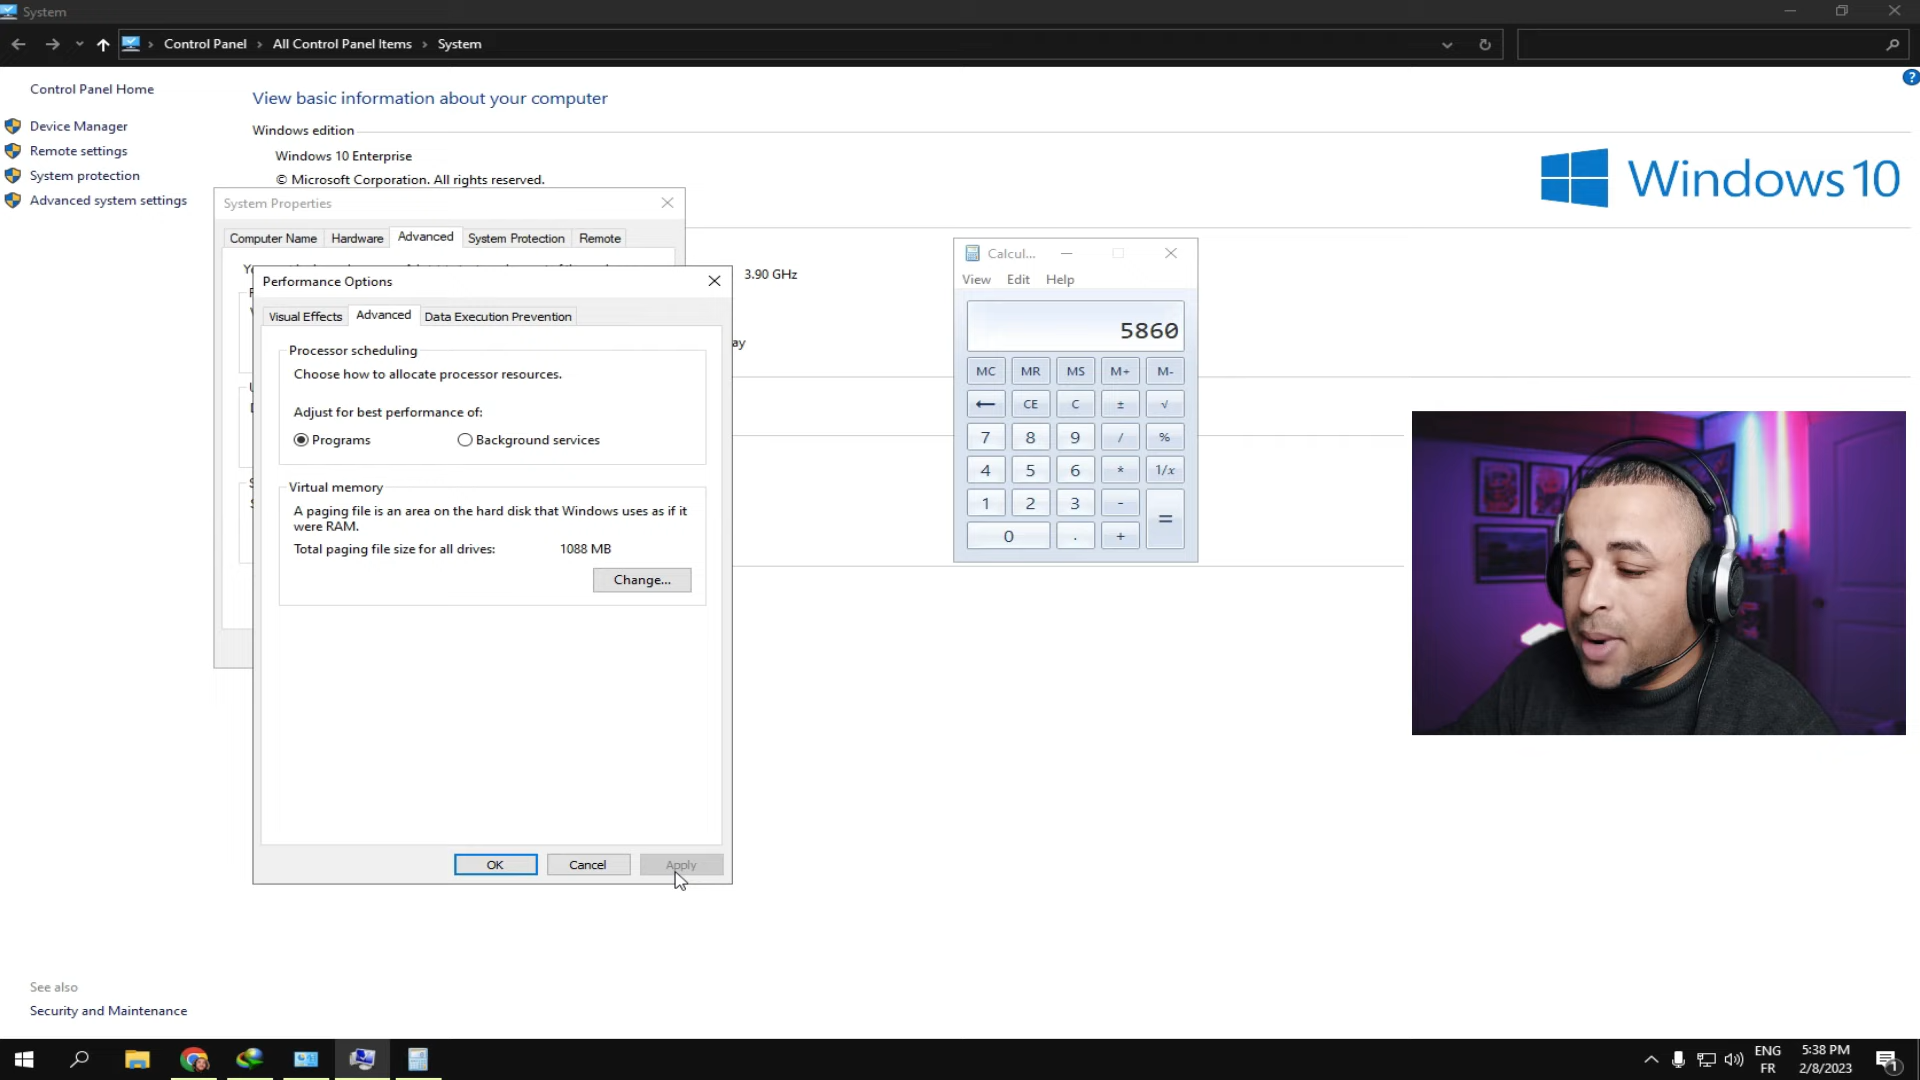 System
Control Panel > All Control Panel Items > System
Control Panel Home
Device Manager
Remote settings
System protection
Advanced system settings
View basic information about your computer
Windows edition
Windows 10 Enterprise
© Microsoft Corporation. All rights reserved.
Windows 10
System Properties
Computer Name Hardware Advanced System Protection Remote
3.90 GHz
ay
Performance Options
Visual Effects Advanced Data Execution Prevention
Processor scheduling
Choose how to allocate processor resources.
Adjust for best performance of:
Programs Background services
Virtual memory
A paging file is an area on the hard disk that Windows uses as if it
were RAM.
Total paging file size for all drives: 1088 MB
Change...
OK Cancel Apply
Calcul...
View Edit Help
5860
MC MR MS M+ M-
← CE C ± √
7 8 9 / %
4 5 6 * 1/x
1 2 3 - =
0 . +
See also
Security and Maintenance
ENG
FR
5:38 PM
2/8/2023
1